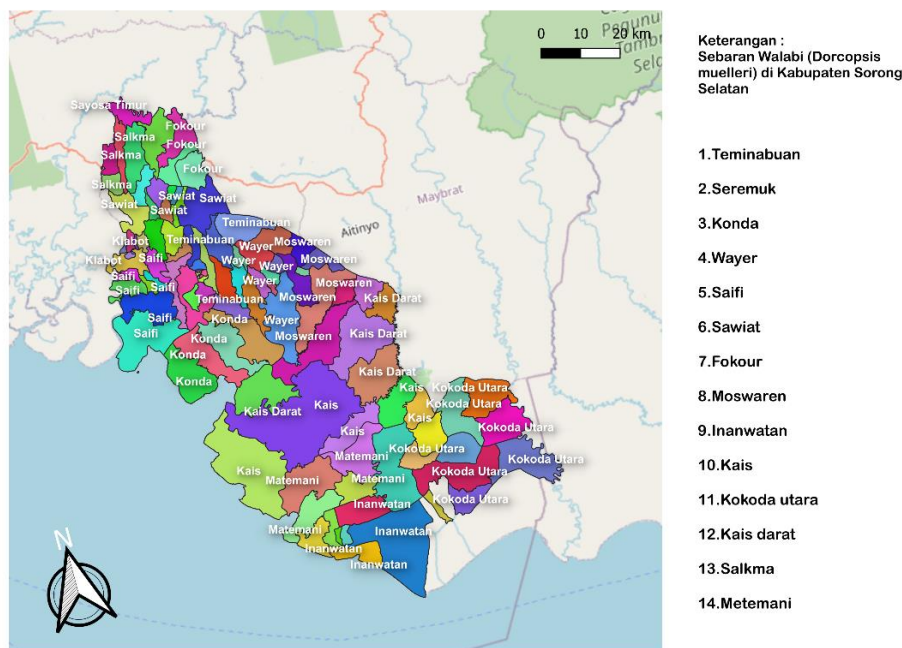 Pegunu
Tambr
Sela
0 10 20 km
Sayosa Timur
Fokour
Salkma
Fokour
Salkma
Fokour
Salkma
Sawiat
Sawiat
Sawiat
Sawiat
Teminabuan
Maybrat
Aitinyo
Klabot
Teminabuan
Wayer
Moswaren
Saifi
Klabot
Wayer
Wayer
Moswaren
Saifi
Saifi
Saifi
Wayer
Moswaren
Teminabuan
Moswaren
Kais Darat
Saifi
Konda
Wayer
Saifi
Konda
Moswaren
Kais Darat
Konda
Konda
Kais Darat
Kais Darat
Kais
Kais
Kokoda Utara
Kokoda Utara
Kais
Kais
Kokoda Utara
Matemani
Kokoda Utara
Kokoda Utara
Kais
Matemani
Matemani
Kokoda Utara
Kokoda Utara
Inanwatan
Matemani
Inanwatan
Inanwatan
Inanwatan
N
Keterangan :
Sebaran Walabi (Dorcopsis
muelleri) di Kabupaten Sorong
Selatan
1.Teminabuan
2.Seremuk
3.Konda
4.Wayer
5.Saifi
6.Sawiat
7.Fokour
8.Moswaren
9.Inanwatan
10.Kais
11.Kokoda utara
12.Kais darat
13.Salkma
14.Metemani